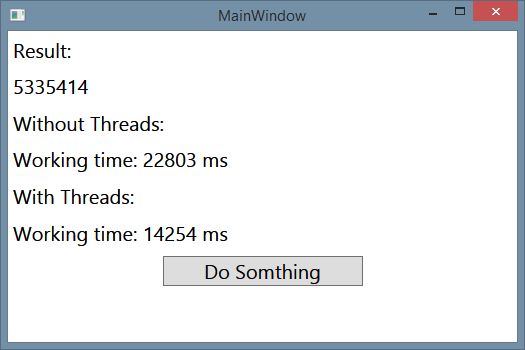 MainWindow
Result:
5335414
Without Threads:
Working time: 22803 ms
With Threads:
Working time: 14254 ms
Do Somthing